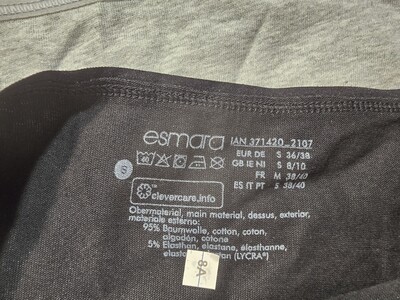 esmara IAN 371420_2107
EUR DE S 36/38
GB IE NI S 8/10
FR M 38/40
ES IT PT S 38/40
S
40
clevercare.info
Obermaterial, main material, dessus, exterior,
materiale esterno:
95% Baumwolle, cotton, coton,
algodón, cotone
5% Elasthan, elastane, élasthanne,
(LYCRA®)
8A